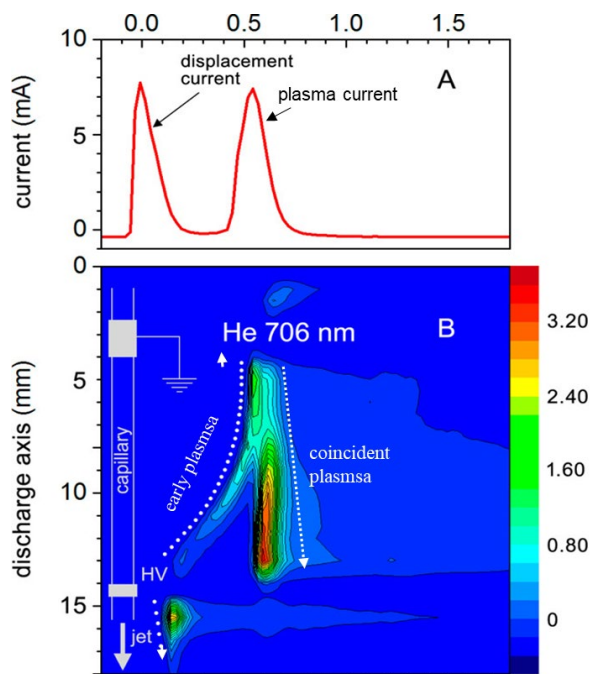 0.0 0.5 1.0 1.5
10
5
0
current (mA)
displacement
current
plasma current
A
0
5
10
15
discharge axis (mm)
He 706 nm
B
capillary
early plasmsa
coincident
plasmsa
HV
jet
3.20
2.40
1.60
0.80
0